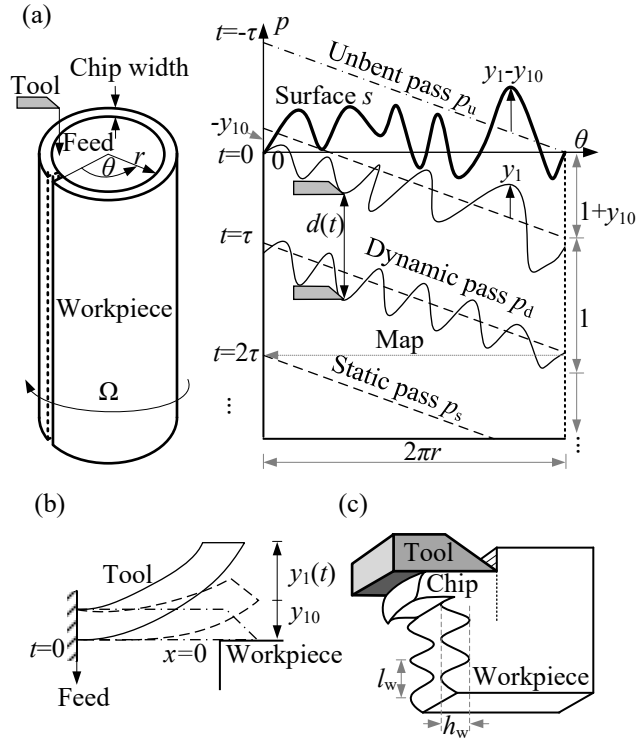 (a)
t=-τ
p
Chip width
Unbent pass pu
y1-y10
Tool
Surface s
Feed
-y10
θ
r
t=0
0
θ
y1
1+y10
d(t)
t=τ
Dynamic pass pd
Workpiece
1
Map
t=2τ
Static pass ps
Ω
⋮
⋮
2πr
(b)
(c)
Tool
Tool
y1(t)
Chip
y10
t=0
x=0
Workpiece
Feed
lw
Workpiece
hw